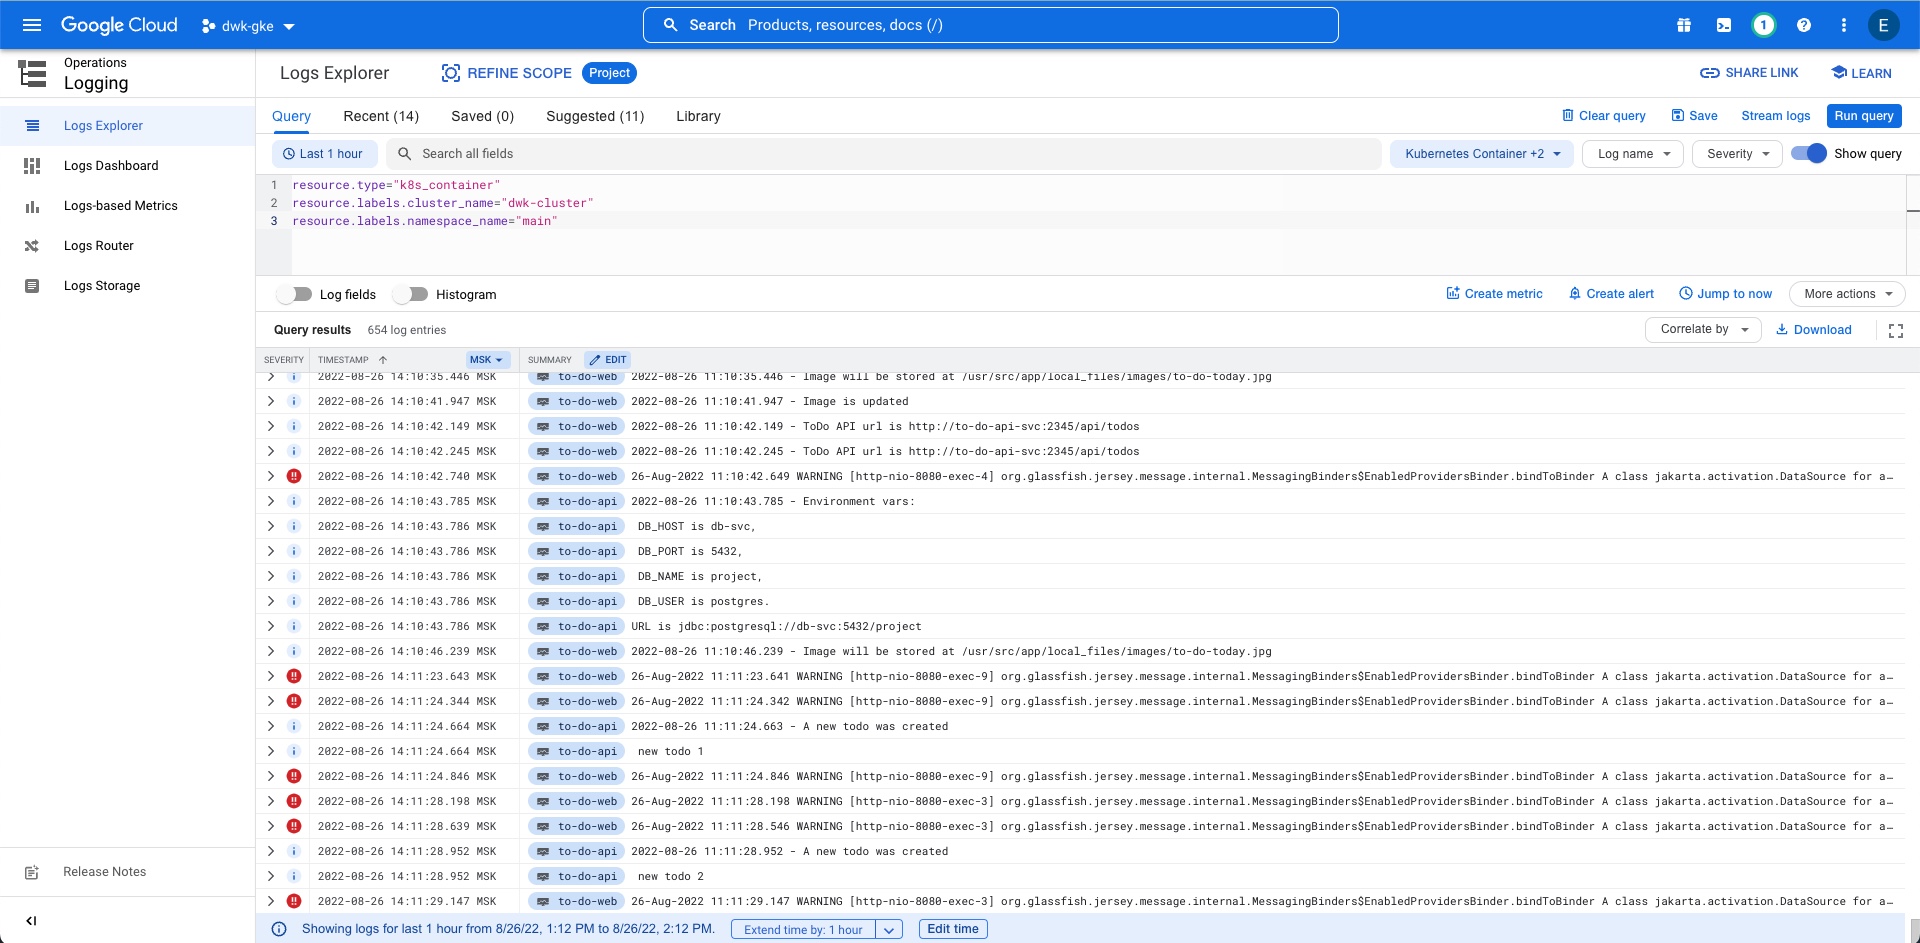 Google Cloud
dwk-gke
Search Products, resources, docs (/)
1
E
Operations
Logging
Logs Explorer
REFINE SCOPE
Project
SHARE LINK
LEARN
Logs Explorer
Logs Dashboard
Logs-based Metrics
Logs Router
Logs Storage
Release Notes
Query
Recent (14)
Saved (0)
Suggested (11)
Library
Clear query
Save
Stream logs
Run query
Last 1 hour
Search all fields
Kubernetes Container +2
Log name
Severity
Show query
1 resource.type="k8s_container"
2 resource.labels.cluster_name="dwk-cluster"
3 resource.labels.namespace_name="main"
Log fields
Histogram
Create metric
Create alert
Jump to now
More actions
Query results 654 log entries
Correlate by
Download
SEVERITY TIMESTAMP MSK SUMMARY EDIT
2022-08-26 14:10:35.446 MSK to-do-web 2022-08-26 11:10:35.446 - Image will be stored at /usr/src/app/local_files/images/to-do-today.jpg
2022-08-26 14:10:41.947 MSK to-do-web 2022-08-26 11:10:41.947 - Image is updated
2022-08-26 14:10:42.149 MSK to-do-web 2022-08-26 11:10:42.149 - ToDo API url is http://to-do-api-svc:2345/api/todos
2022-08-26 14:10:42.245 MSK to-do-web 2022-08-26 11:10:42.245 - ToDo API url is http://to-do-api-svc:2345/api/todos
2022-08-26 14:10:42.740 MSK to-do-web 26-Aug-2022 11:10:42.649 WARNING [http-nio-8080-exec-4] org.glassfish.jersey.message.internal.MessagingBinders$EnabledProvidersBinder.bindToBinder A class jakarta.activation.DataSource for a…
2022-08-26 14:10:43.785 MSK to-do-api 2022-08-26 11:10:43.785 - Environment vars:
2022-08-26 14:10:43.786 MSK to-do-api DB_HOST is db-svc,
2022-08-26 14:10:43.786 MSK to-do-api DB_PORT is 5432,
2022-08-26 14:10:43.786 MSK to-do-api DB_NAME is project,
2022-08-26 14:10:43.786 MSK to-do-api DB_USER is postgres.
2022-08-26 14:10:43.786 MSK to-do-api URL is jdbc:postgresql://db-svc:5432/project
2022-08-26 14:10:46.239 MSK to-do-web 2022-08-26 11:10:46.239 - Image will be stored at /usr/src/app/local_files/images/to-do-today.jpg
2022-08-26 14:11:23.643 MSK to-do-web 26-Aug-2022 11:11:23.641 WARNING [http-nio-8080-exec-9] org.glassfish.jersey.message.internal.MessagingBinders$EnabledProvidersBinder.bindToBinder A class jakarta.activation.DataSource for a…
2022-08-26 14:11:24.344 MSK to-do-web 26-Aug-2022 11:11:24.342 WARNING [http-nio-8080-exec-9] org.glassfish.jersey.message.internal.MessagingBinders$EnabledProvidersBinder.bindToBinder A class jakarta.activation.DataSource for a…
2022-08-26 14:11:24.664 MSK to-do-api 2022-08-26 11:11:24.663 - A new todo was created
2022-08-26 14:11:24.664 MSK to-do-api new todo 1
2022-08-26 14:11:24.846 MSK to-do-web 26-Aug-2022 11:11:24.846 WARNING [http-nio-8080-exec-9] org.glassfish.jersey.message.internal.MessagingBinders$EnabledProvidersBinder.bindToBinder A class jakarta.activation.DataSource for a…
2022-08-26 14:11:28.198 MSK to-do-web 26-Aug-2022 11:11:28.198 WARNING [http-nio-8080-exec-3] org.glassfish.jersey.message.internal.MessagingBinders$EnabledProvidersBinder.bindToBinder A class jakarta.activation.DataSource for a…
2022-08-26 14:11:28.639 MSK to-do-web 26-Aug-2022 11:11:28.546 WARNING [http-nio-8080-exec-3] org.glassfish.jersey.message.internal.MessagingBinders$EnabledProvidersBinder.bindToBinder A class jakarta.activation.DataSource for a…
2022-08-26 14:11:28.952 MSK to-do-api 2022-08-26 11:11:28.952 - A new todo was created
2022-08-26 14:11:28.952 MSK to-do-api new todo 2
2022-08-26 14:11:29.147 MSK to-do-web 26-Aug-2022 11:11:29.147 WARNING [http-nio-8080-exec-3] org.glassfish.jersey.message.internal.MessagingBinders$EnabledProvidersBinder.bindToBinder A class jakarta.activation.DataSource for a…
Showing logs for last 1 hour from 8/26/22, 1:12 PM to 8/26/22, 2:12 PM.
Extend time by: 1 hour
Edit time